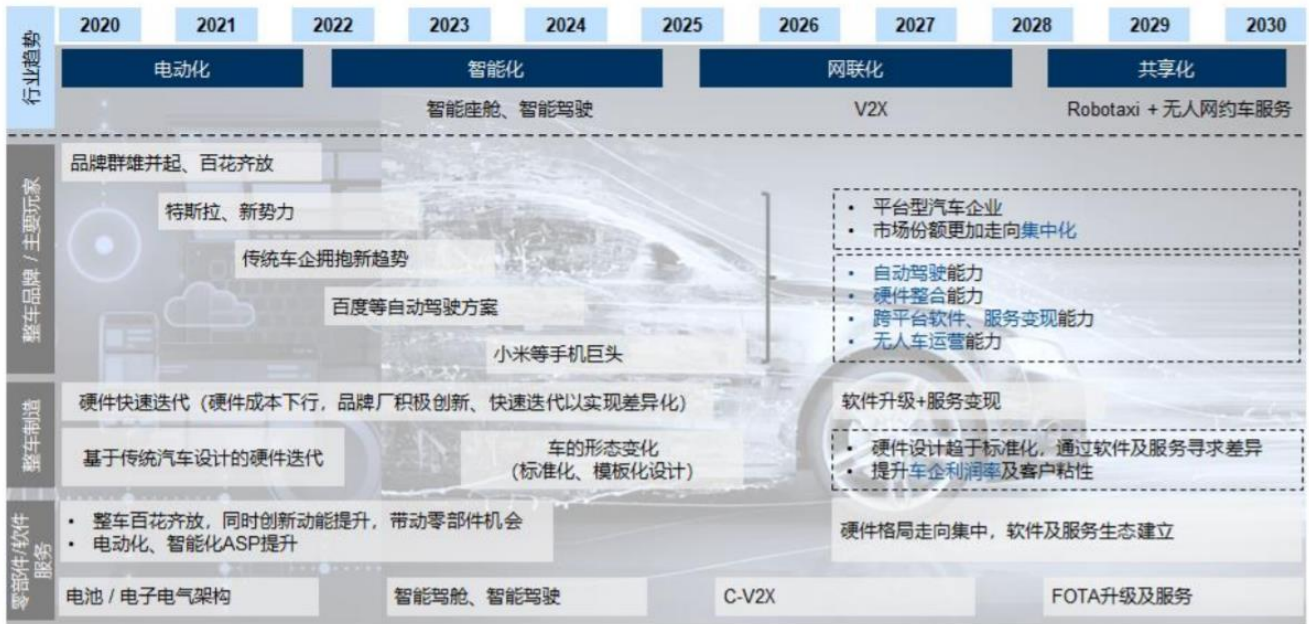 2020 2021 2022 2023 2024 2025 2026 2027 2028 2029 2030
行业趋势
电动化 智能化 网联化 共享化
智能座舱、智能驾驶 V2X Robotaxi + 无人网约车服务
整车品牌 / 主要玩家
品牌群雄并起、百花齐放
特斯拉、新势力
传统车企拥抱新趋势
百度等自动驾驶方案
小米等手机巨头
• 平台型汽车企业
• 市场份额更加走向集中化
• 自动驾驶能力
• 硬件整合能力
• 跨平台软件、服务变现能力
• 无人车运营能力
整车制造
硬件快速迭代（硬件成本下行，品牌厂积极创新、快速迭代以实现差异化） 软件升级+服务变现
基于传统汽车设计的硬件迭代
车的形态变化
（标准化、模板化设计）
• 硬件设计趋于标准化，通过软件及服务寻求差异
• 提升车企利润率及客户粘性
零部件/软件
服务
• 整车百花齐放，同时创新动能提升，带动零部件机会
• 电动化、智能化ASP提升
硬件格局走向集中，软件及服务生态建立
电池 / 电子电气架构 智能驾舱、智能驾驶 C-V2X FOTA升级及服务